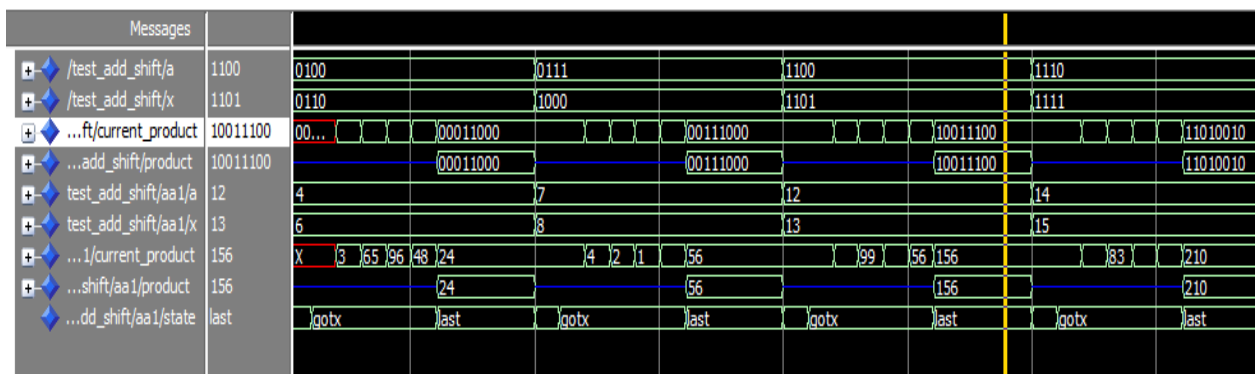 Messages
/test_add_shift/a 1100 0100 0111 1100 1110
/test_add_shift/x 1101 0110 1000 1101 1111
...ft/current_product 10011100 00... 00011000 00111000 10011100 11010010
...add_shift/product 10011100 00011000 00111000 10011100 11010010
test_add_shift/aa1/a 12 4 7 12 14
test_add_shift/aa1/x 13 6 8 13 15
...1/current_product 156 X 3 65 96 48 24 4 2 1 56 99 56 156 83 210
...shift/aa1/product 156 24 56 156 210
...dd_shift/aa1/state last gotx last gotx last gotx last gotx last